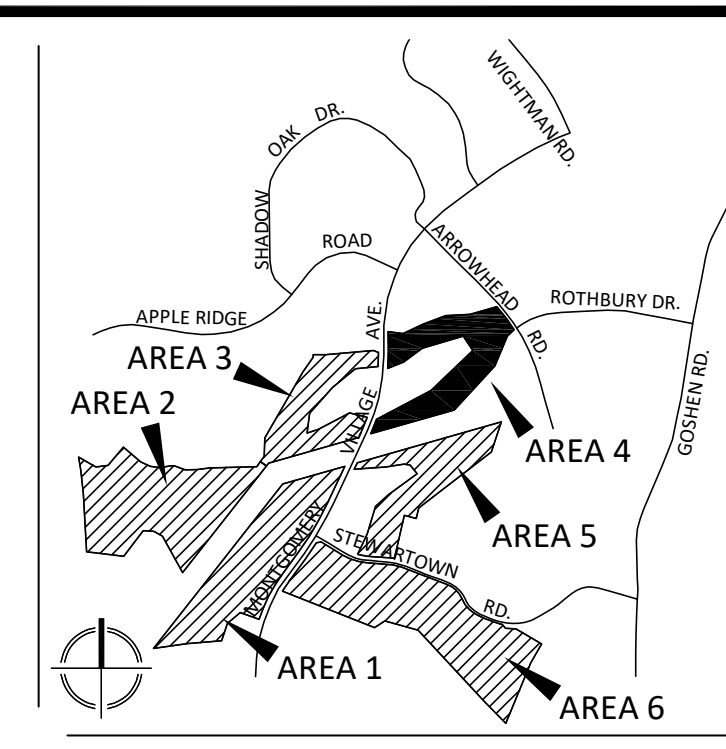 WIGHTMAN RD.
SHADOW OAK DR.
ARROWHEAD RD.
APPLE RIDGE ROAD
ROTHBURY DR.
GOSHEN RD.
MONTGOMERY VILLAGE AVE.
AREA 3
AREA 2
AREA 4
AREA 5
STEWARTOWN RD.
AREA 1
AREA 6